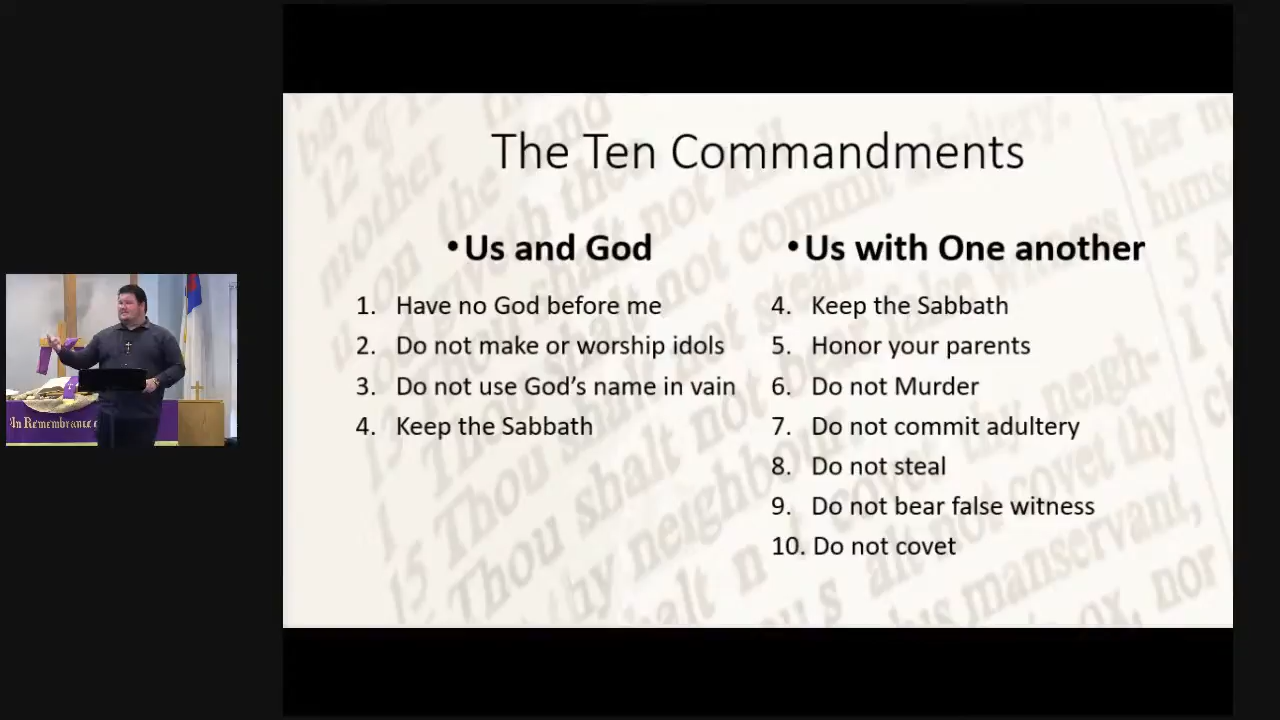 The Ten Commandments
•Us and God
1. Have no God before me
2. Do not make or worship idols
3. Do not use God's name in vain
4. Keep the Sabbath
•Us with One another
4. Keep the Sabbath
5. Honor your parents
6. Do not Murder
7. Do not commit adultery
8. Do not steal
9. Do not bear false witness
10. Do not covet
In Remembrance